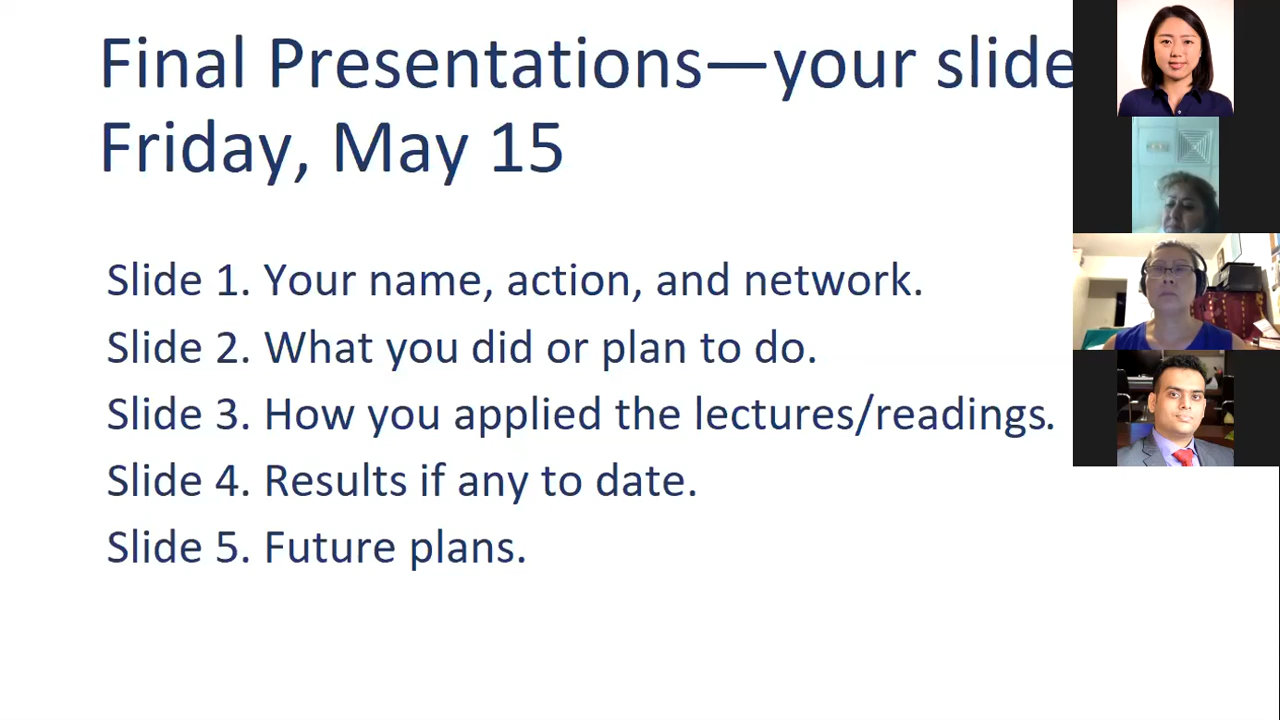 Final Presentations—your slide
Friday, May 15
Slide 1. Your name, action, and network.
Slide 2. What you did or plan to do.
Slide 3. How you applied the lectures/readings.
Slide 4. Results if any to date.
Slide 5. Future plans.